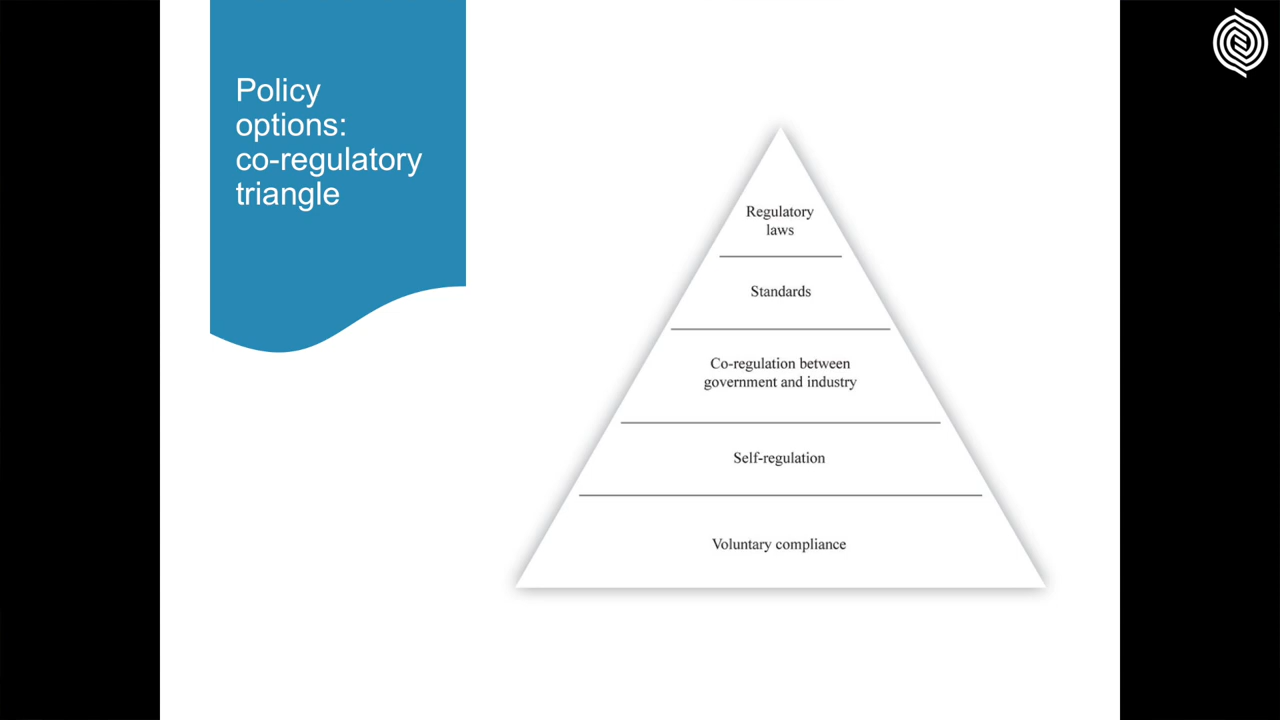 Policy
options:
co-regulatory
triangle
Regulatory
laws
Standards
Co-regulation between
government and industry
Self-regulation
Voluntary compliance